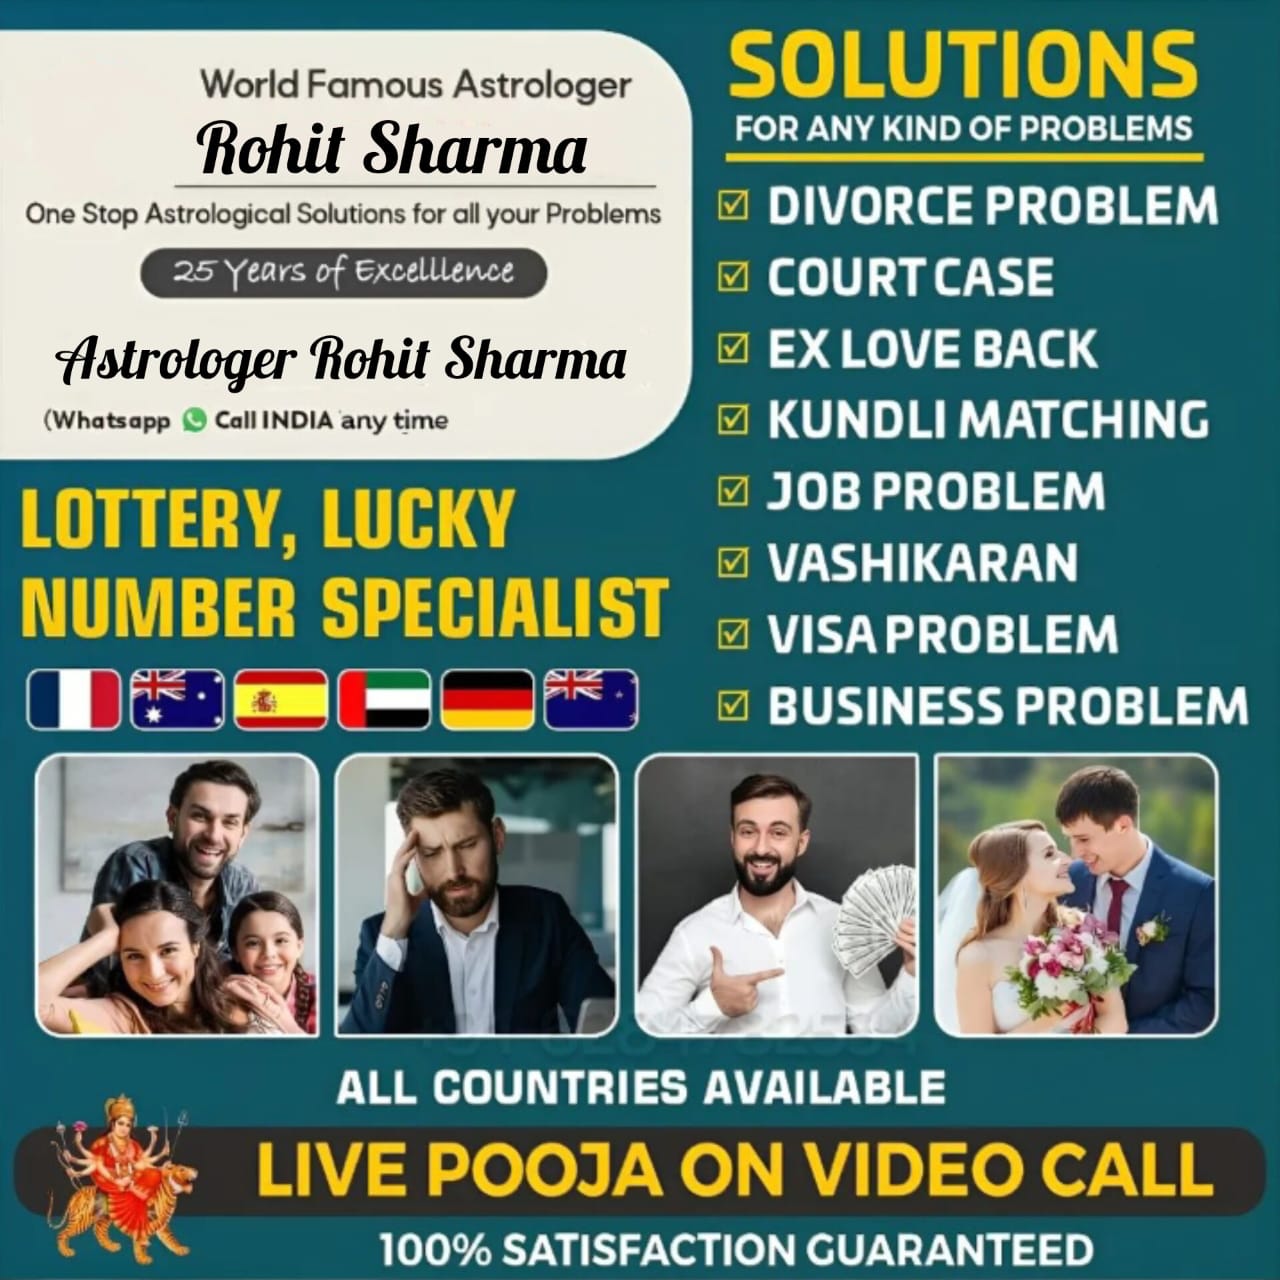 World Famous Astrologer
Rohit Sharma
One Stop Astrological Solutions for all your Problems
25 Years of Excelllence
Astrologer Rohit Sharma
(Whatsapp Call INDIA any time
LOTTERY, LUCKY
NUMBER SPECIALIST
SOLUTIONS
FOR ANY KIND OF PROBLEMS
DIVORCE PROBLEM
COURT CASE
EX LOVE BACK
KUNDLI MATCHING
JOB PROBLEM
VASHIKARAN
VISA PROBLEM
BUSINESS PROBLEM
ALL COUNTRIES AVAILABLE
LIVE POOJA ON VIDEO CALL
100% SATISFACTION GUARANTEED